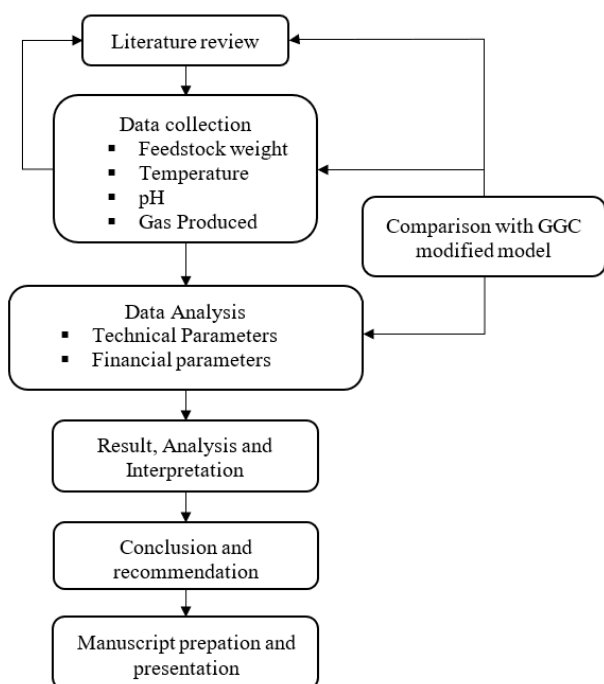 Literature review
Data collection
▪ Feedstock weight
▪ Temperature
▪ pH
▪ Gas Produced
Comparison with GGC
modified model
Data Analysis
▪ Technical Parameters
▪ Financial parameters
Result, Analysis and
Interpretation
Conclusion and
recommendation
Manuscript prepation and
presentation